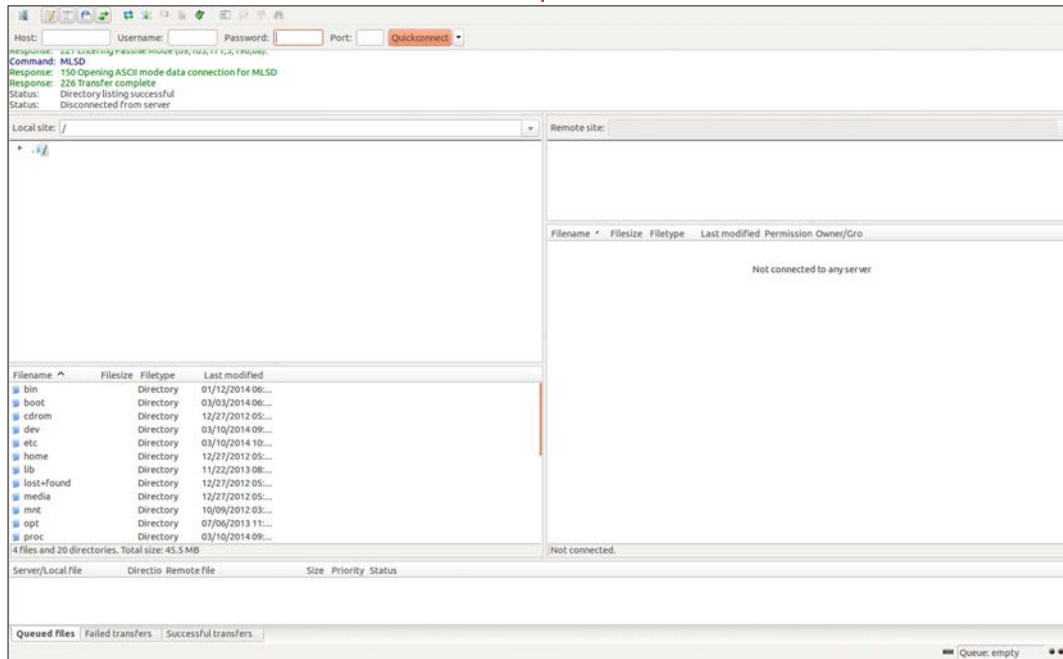 Host: Username: Password: Port: Quickconnect
Command: MLSD
Response: 150 Opening ASCII mode data connection for MLSD
Response: 226 Transfer complete
Status: Directory listing successful
Status: Disconnected from server
Local site: /
Remote site:
/
Filename Filesize Filetype Last modified Permission Owner/Gro
Not connected to any server
Filename Filesize Filetype Last modified
bin Directory 01/12/2014 06:...
boot Directory 03/03/2014 06:...
cdrom Directory 12/27/2012 05:...
dev Directory 03/10/2014 09:...
etc Directory 03/10/2014 10:...
home Directory 12/27/2012 05:...
lib Directory 11/22/2013 08:...
lost+found Directory 12/27/2012 05:...
media Directory 12/27/2012 05:...
mnt Directory 10/09/2012 03:...
opt Directory 07/06/2013 11:...
proc Directory 03/10/2014 09:...
4 files and 20 directories. Total size: 45.5 MB
Not connected.
Server/Local file Directio Remote file Size Priority Status
Queued files Failed transfers Successful transfers
Queue: empty